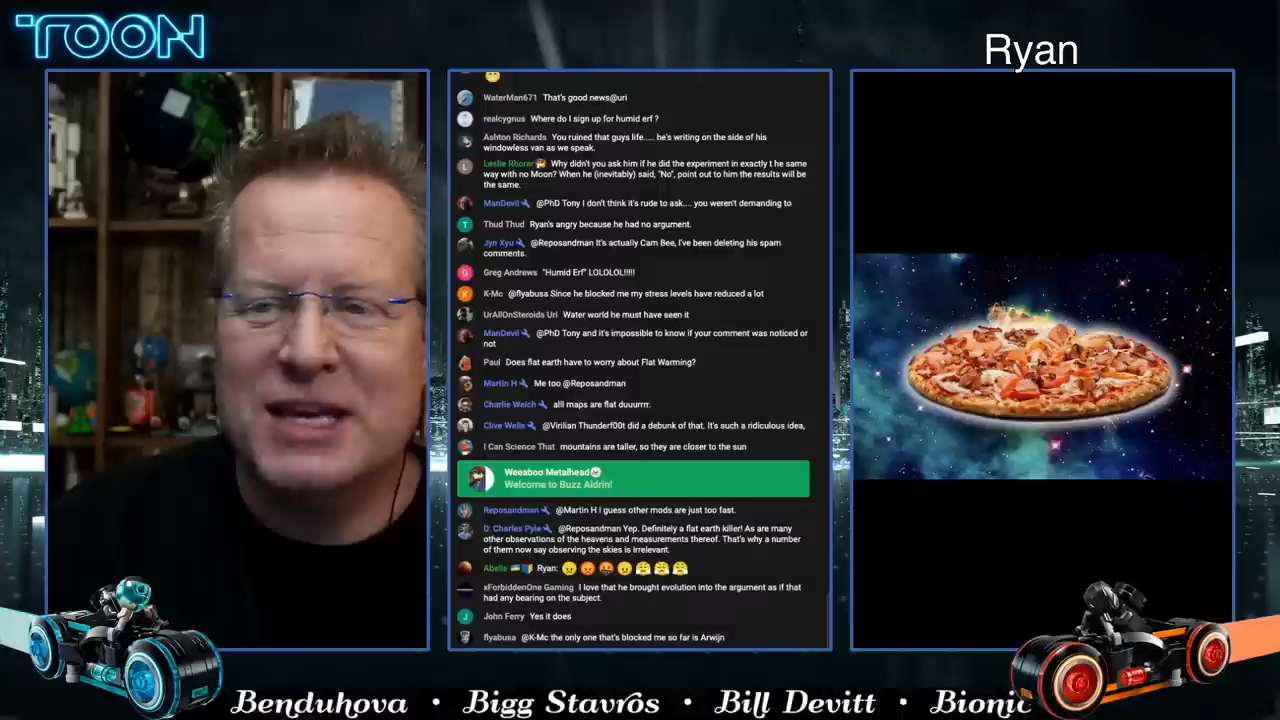 TOON
Ryan
WaterMan671 That's good news@uri
realcygnus Where do I sign up for humid erf ?
Ashton Richards You ruined that guys life..... he's writing on the side of his
windowless van as we speak.
Leslie Rhorer Why didn't you ask him if he did the experiment in exactly t he same
way with no Moon? When he (inevitably) said, "No", point out to him the results will be
the same.
ManDevil @PhD Tony I don't think it's rude to ask.... you weren't demanding to
Thud Thud Ryan's angry because he had no argument.
Jyn Xyu @Reposandman It's actually Cam Bee, I've been deleting his spam
comments.
Greg Andrews "Humid Erf" LOLOLOL!!!!!
K-Mc @flyabusa Since he blocked me my stress levels have reduced a lot
UrAllOnSteroids Uri Water world he must have seen it
ManDevil @PhD Tony and it's impossible to know if your comment was noticed or
not
Paul Does flat earth have to worry about Flat Warming?
Martin H Me too @Reposandman
Charlie Welch alll maps are flat duuurrrr.
Clive Wells @Virilian Thunderf00t did a debunk of that. It's such a ridiculous idea,
I Can Science That mountains are taller, so they are closer to the sun
Weeaboo Metalhead
Welcome to Buzz Aldrin!
Reposandman @Martin H I guess other mods are just too fast.
D. Charles Pyle @Reposandman Yep. Definitely a flat earth killer! As are many
other observations of the heavens and measurements thereof. That's why a number
of them now say observing the skies is irrelevant.
Abells Ryan: 😠😡🤬😠😤😤😤
xForbiddenOne Gaming I love that he brought evolution into the argument as if that
had any bearing on the subject.
John Ferry Yes it does
flyabusa @K-Mc the only one that's blocked me so far is Arwijn
Benduhova • Bigg Stavros • Bill Devitt • Bionic